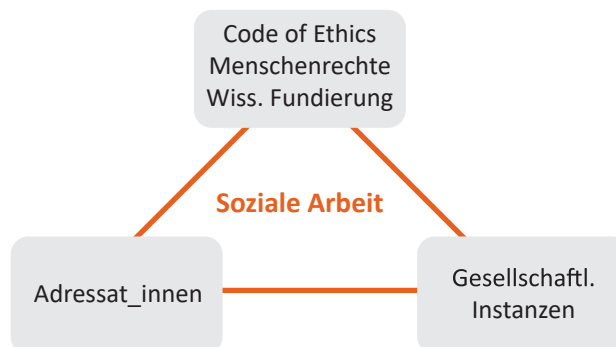 Code of Ethics
Menschenrechte
Wiss. Fundierung
Soziale Arbeit
Adressat_innen
Gesellschaftl.
Instanzen